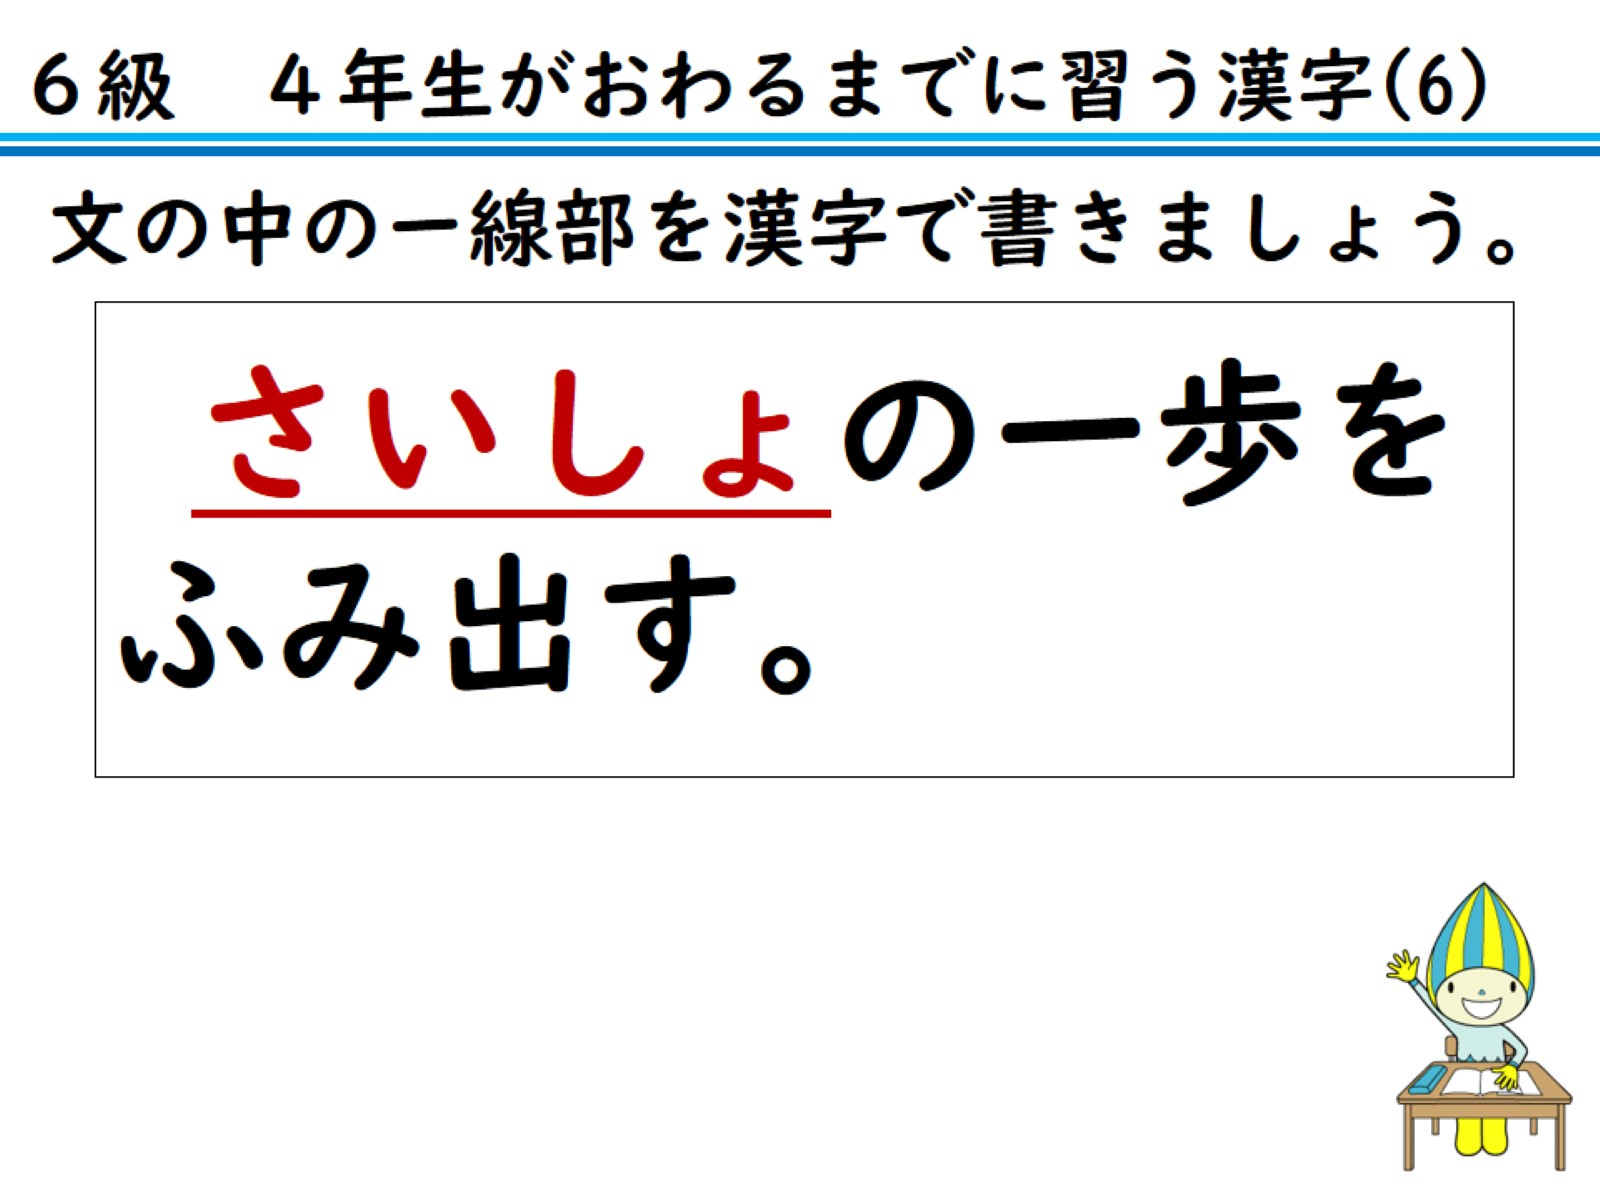 ６級　４年生がおわるまでに習う漢字(6)
文の中の一線部を漢字で書きましょう。
さいしょの一歩を
ふみ出す。